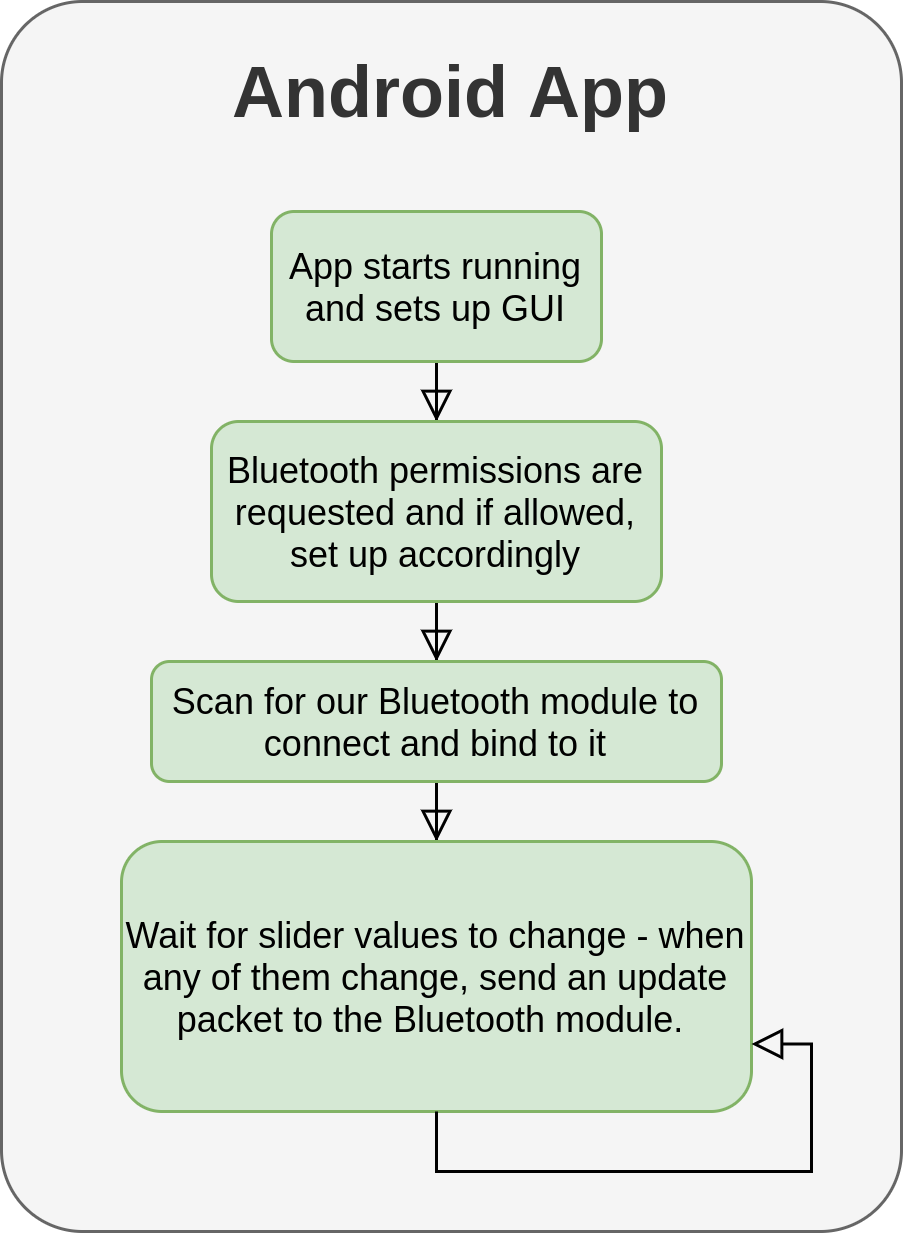 Android App
App starts running
and sets up GUI
Bluetooth permissions are
requested and if allowed,
set up accordingly
Scan for our Bluetooth module to
connect and bind to it
Wait for slider values to change - when
any of them change, send an update
packet to the Bluetooth module.